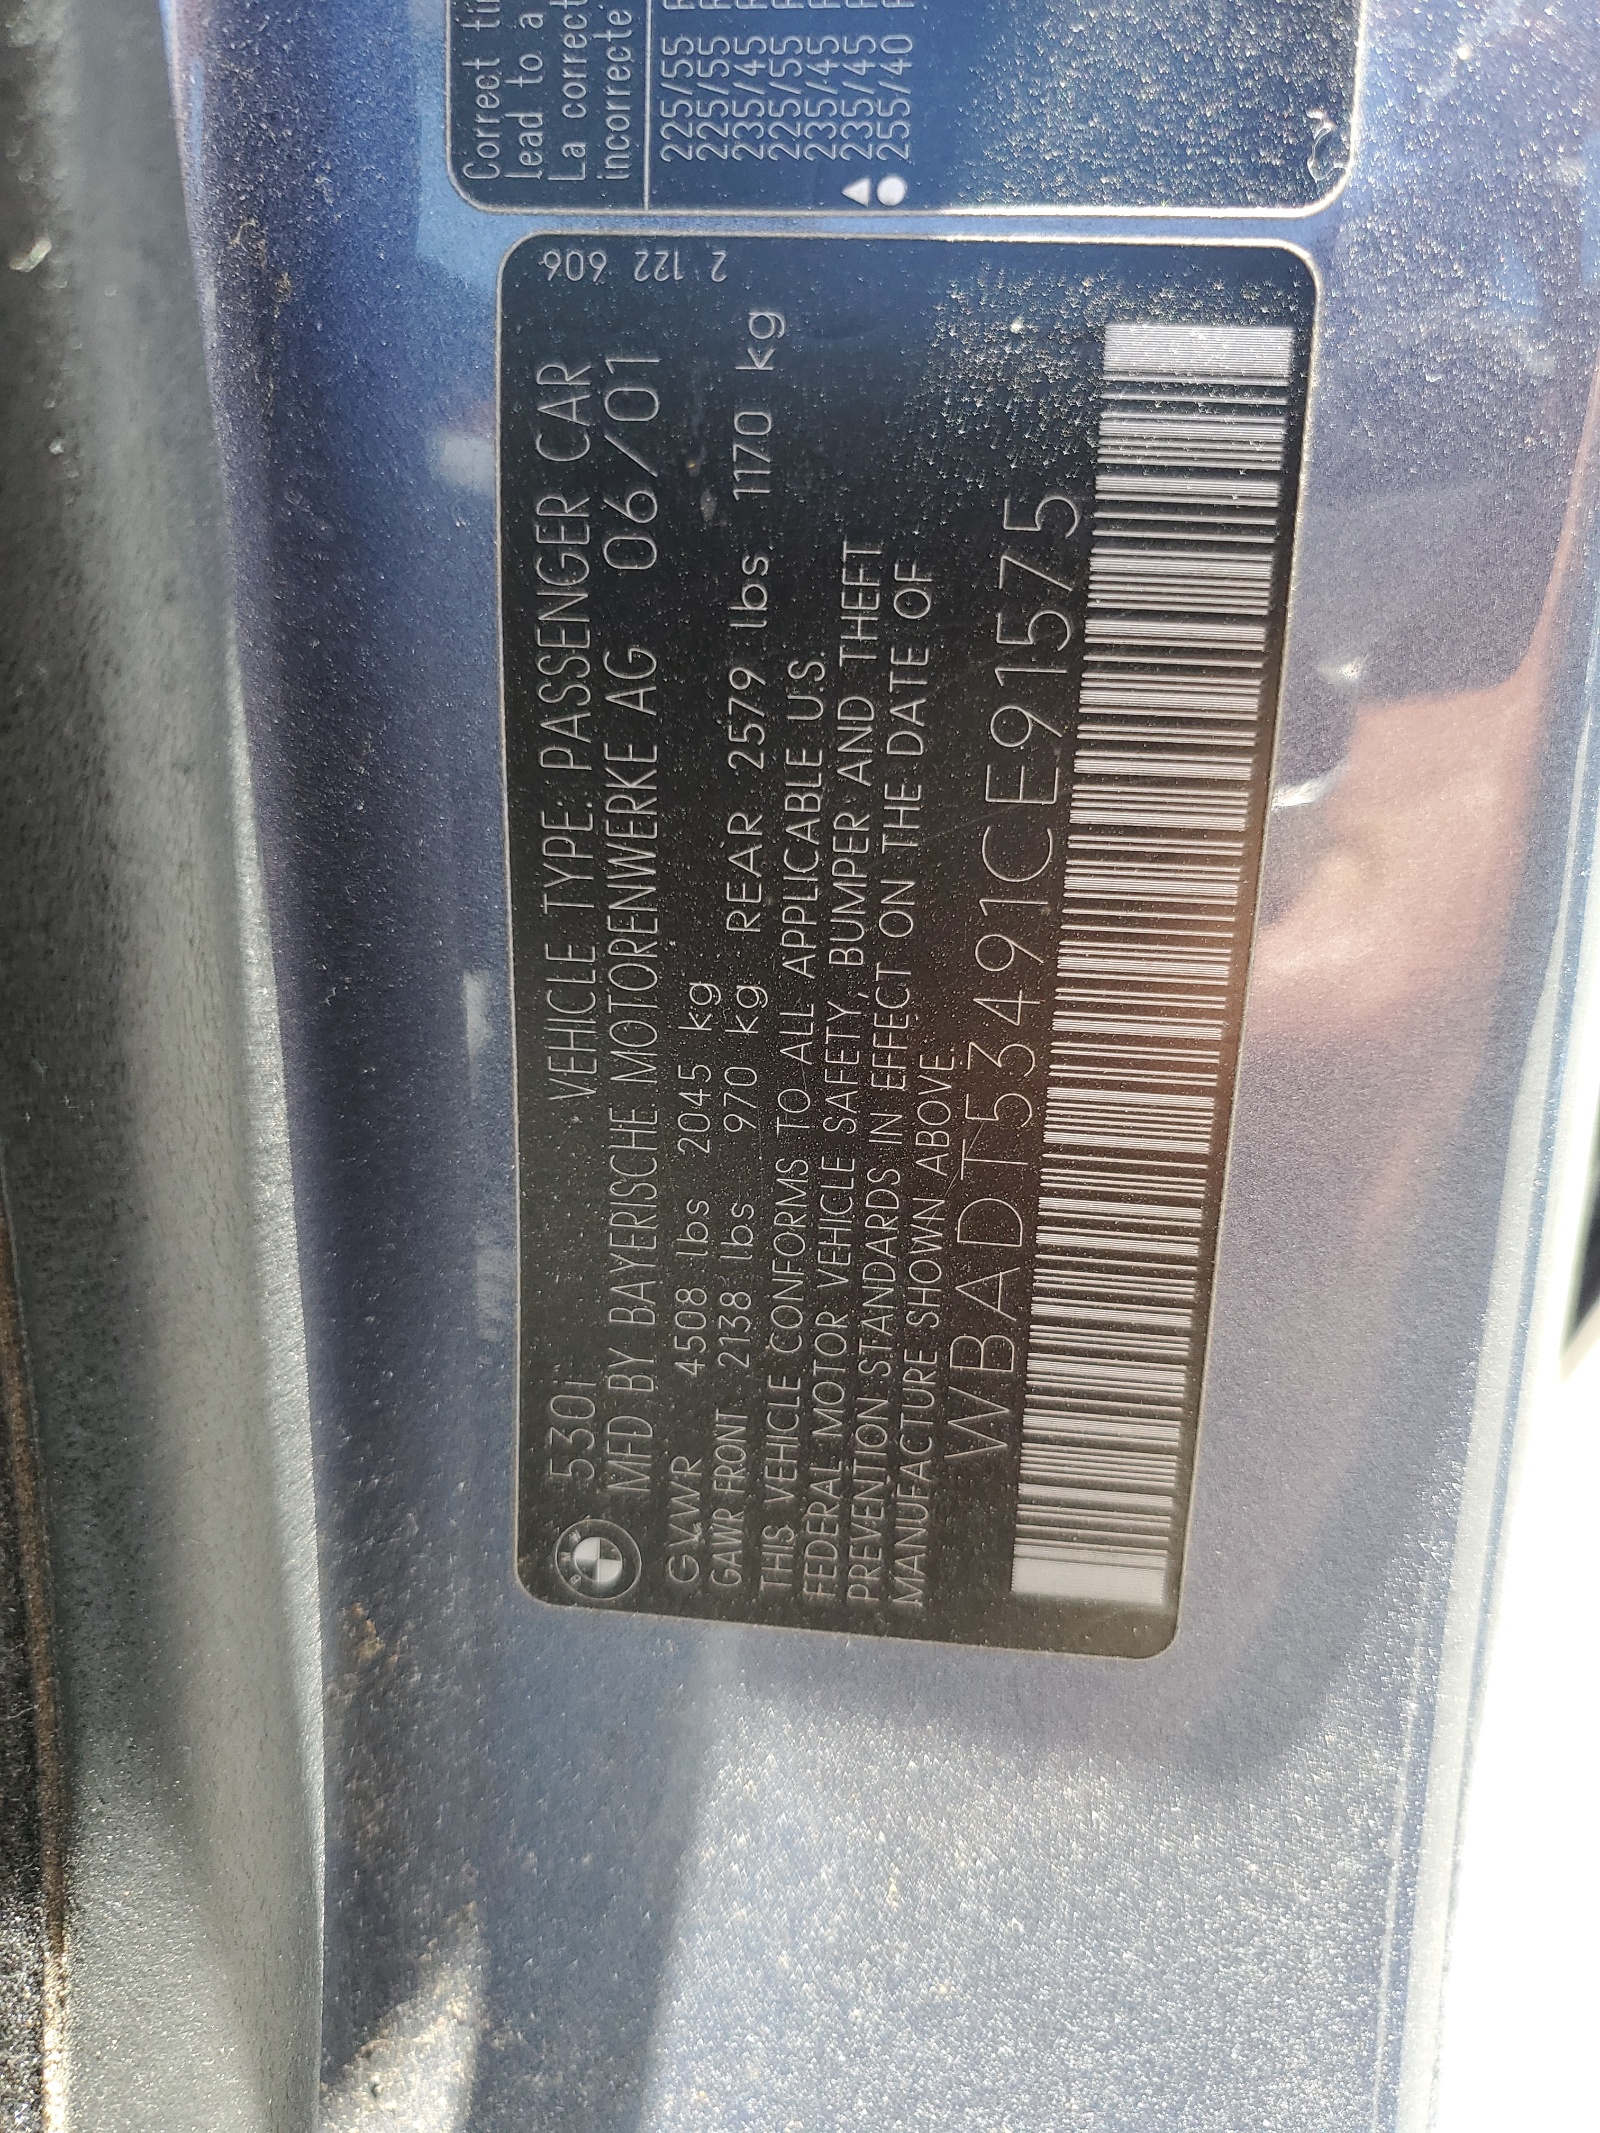 Correct ti
lead to a
La correct
incorrecte
225/55 R
225/55 R
235/45 R
225/55 R
235/45 R
235/45 R
255/40 R
2 122 606
530i VEHICLE TYPE: PASSENGER CAR
MFD BY BAYERISCHE MOTORENWERKE AG 06/01
GVWR 4508 lbs 2045 kg
GAWR FRONT 2138 lbs 970 kg REAR 2579 lbs 1170 kg
THIS VEHICLE CONFORMS TO ALL APPLICABLE U.S.
FEDERAL MOTOR VEHICLE SAFETY, BUMPER AND THEFT
PREVENTION STANDARDS IN EFFECT ON THE DATE OF
MANUFACTURE SHOWN ABOVE.
WBADT53491CE91575